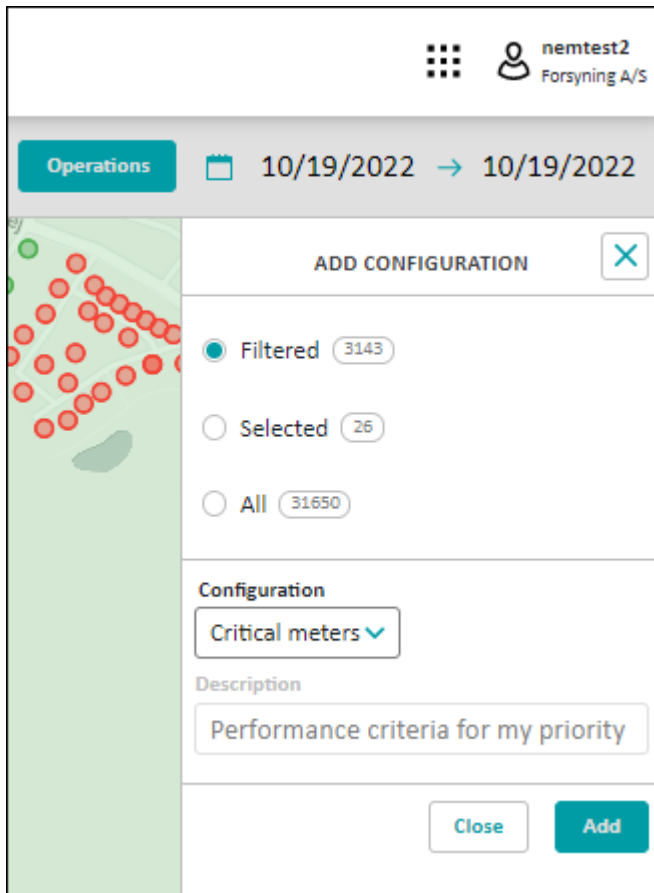 nemtest2
Forsyning A/S
Operations 10/19/2022 → 10/19/2022
ej
ADD CONFIGURATION
Filtered 3143
Selected 26
All 31650
Configuration
Critical meters
Description
Performance criteria for my priority
Close Add